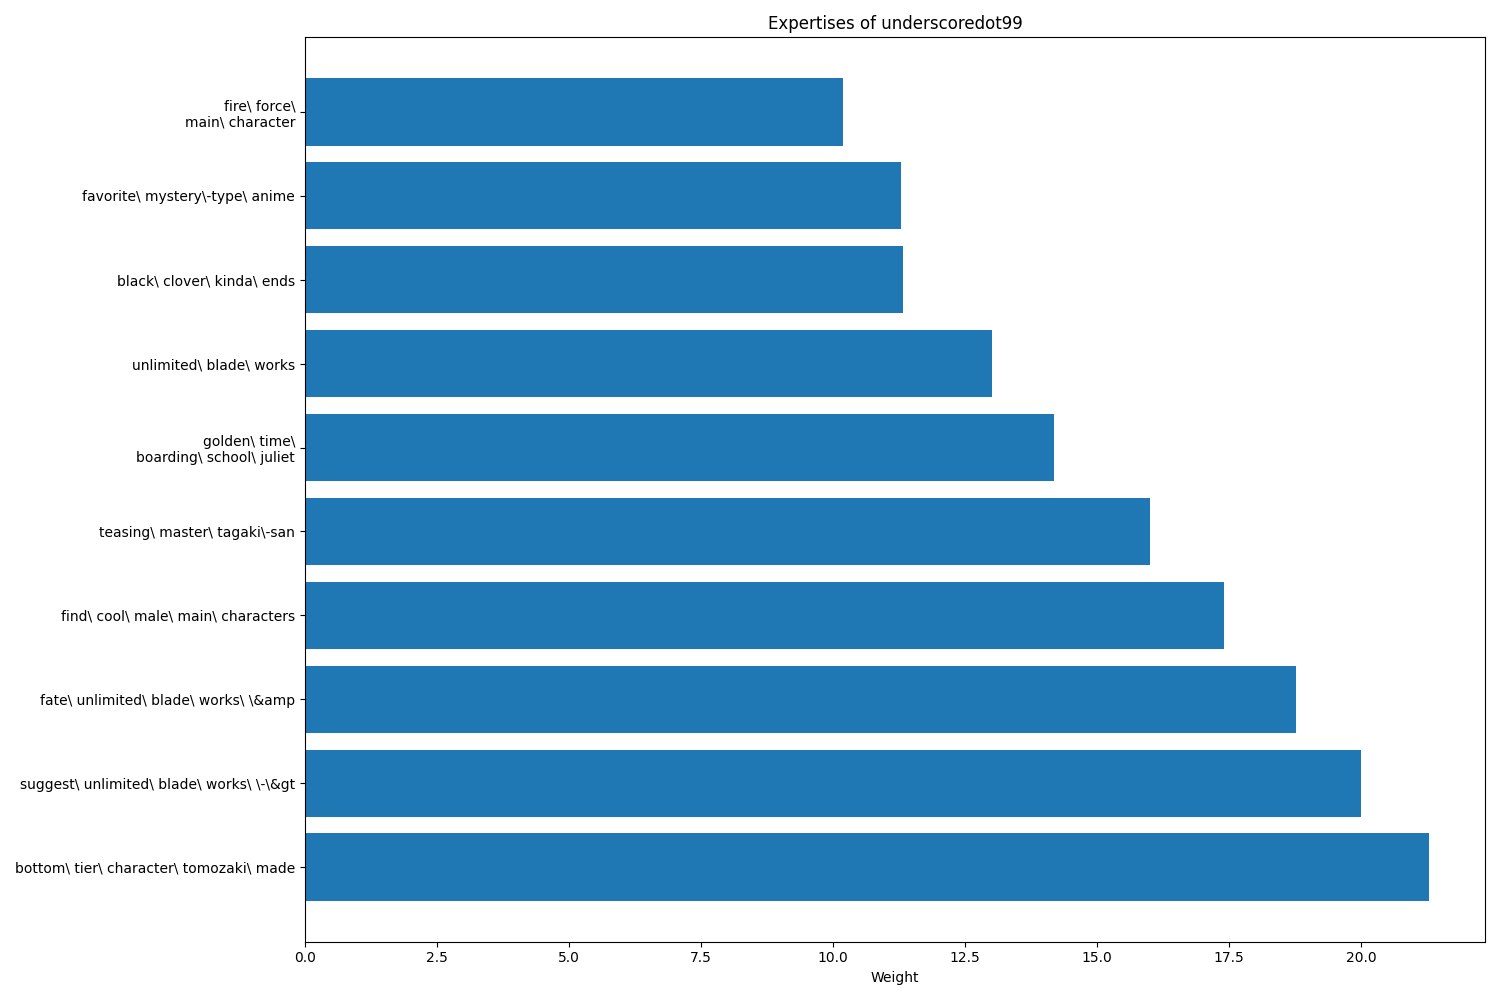 Expertises of underscoredot99
fire\ force\
main\ character
favorite\ mystery\-type\ anime
black\ clover\ kinda\ ends
unlimited\ blade\ works
golden\ time\
boarding\ school\ juliet
teasing\ master\ tagaki\-san
find\ cool\ male\ main\ characters
fate\ unlimited\ blade\ works\ \&amp
suggest\ unlimited\ blade\ works\ \-\&gt
bottom\ tier\ character\ tomozaki\ made
0.0 2.5 5.0 7.5 10.0 12.5 15.0 17.5 20.0
Weight